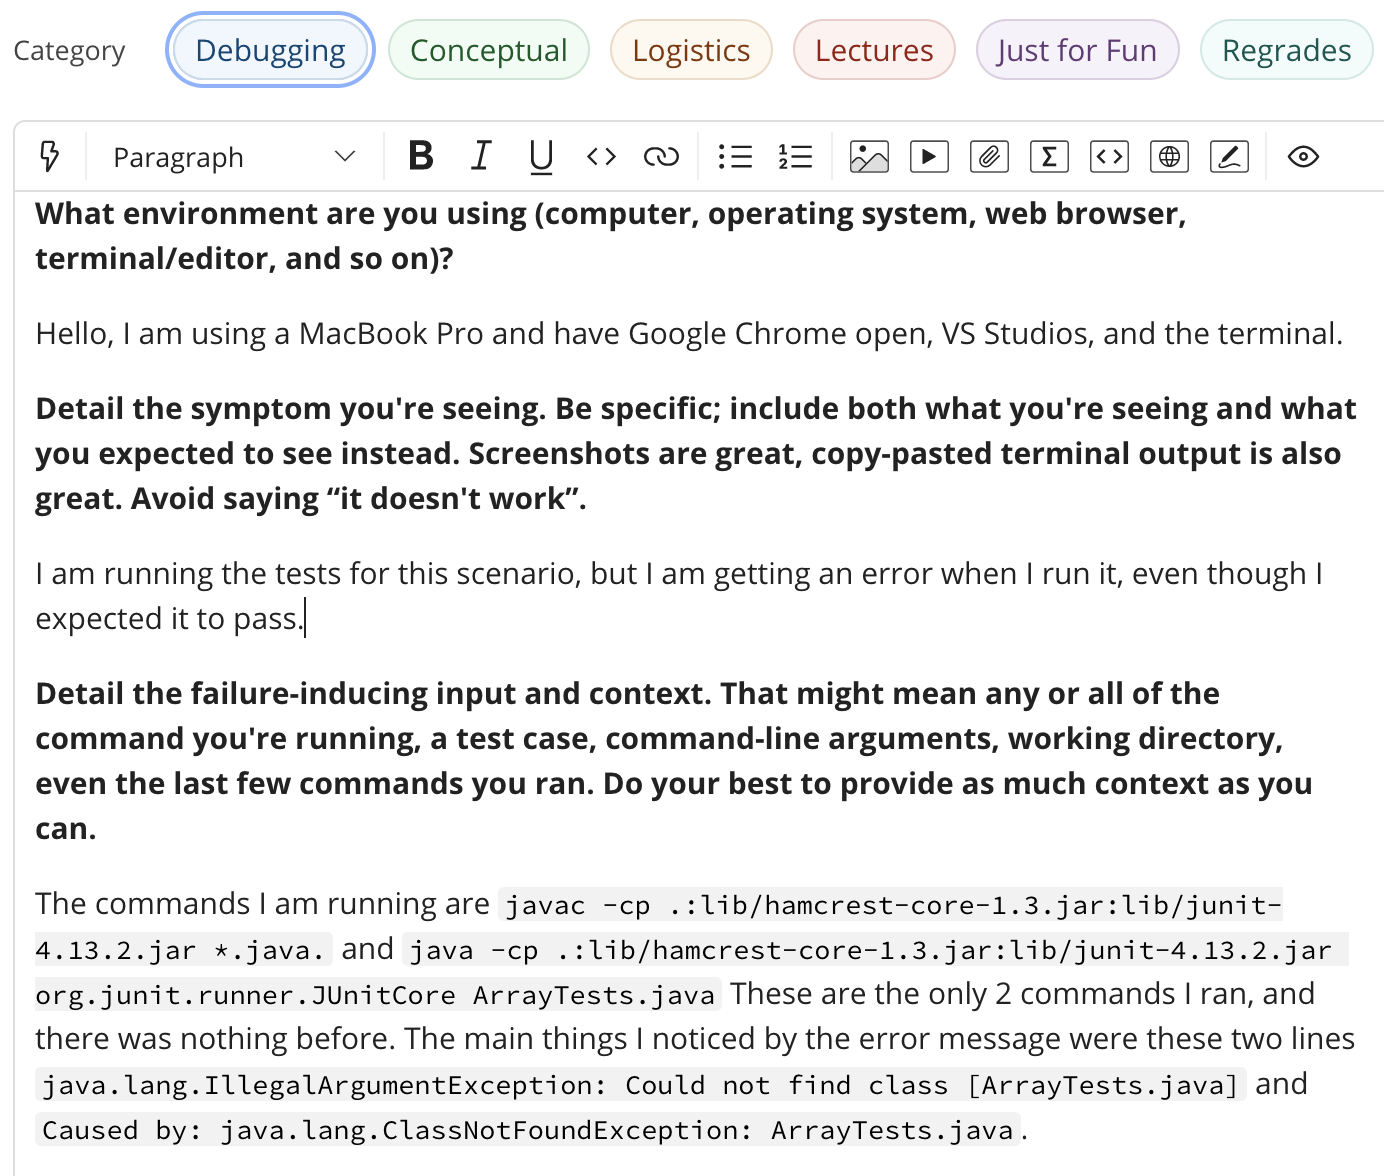 Category Debugging Conceptual Logistics Lectures Just for Fun Regrades
Paragraph B I U
What environment are you using (computer, operating system, web browser,
terminal/editor, and so on)?
Hello, I am using a MacBook Pro and have Google Chrome open, VS Studios, and the terminal.
Detail the symptom you're seeing. Be specific; include both what you're seeing and what
you expected to see instead. Screenshots are great, copy-pasted terminal output is also
great. Avoid saying “it doesn't work”.
I am running the tests for this scenario, but I am getting an error when I run it, even though I
expected it to pass.
Detail the failure-inducing input and context. That might mean any or all of the
command you're running, a test case, command-line arguments, working directory,
even the last few commands you ran. Do your best to provide as much context as you
can.
The commands I am running are javac -cp .:lib/hamcrest-core-1.3.jar:lib/junit-
4.13.2.jar *.java. and java -cp .:lib/hamcrest-core-1.3.jar:lib/junit-4.13.2.jar
org.junit.runner.JUnitCore ArrayTests.java These are the only 2 commands I ran, and
there was nothing before. The main things I noticed by the error message were these two lines
java.lang.IllegalArgumentException: Could not find class [ArrayTests.java] and
Caused by: java.lang.ClassNotFoundException: ArrayTests.java.